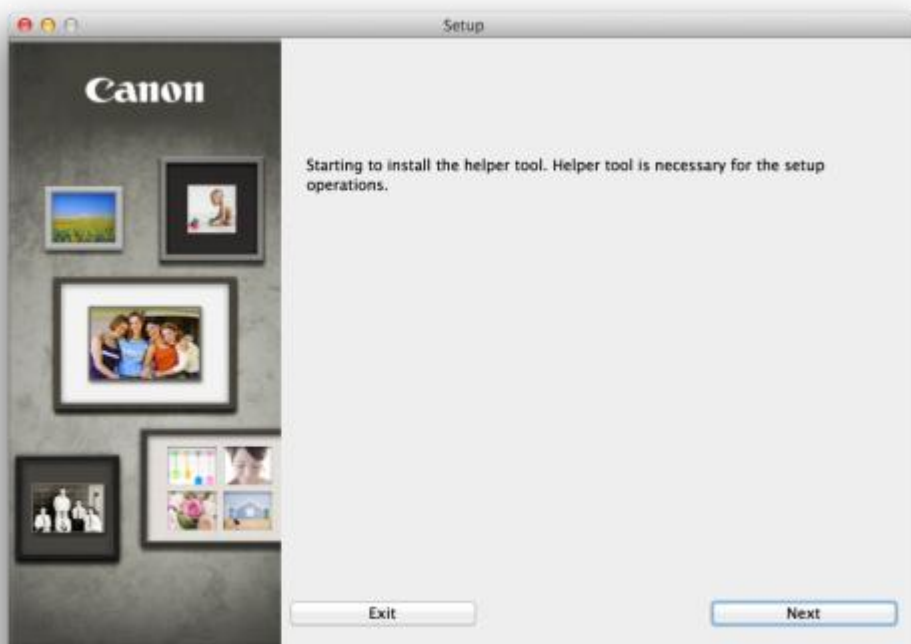 Setup
Canon
Starting to install the helper tool. Helper tool is necessary for the setup
operations.
Exit
Next